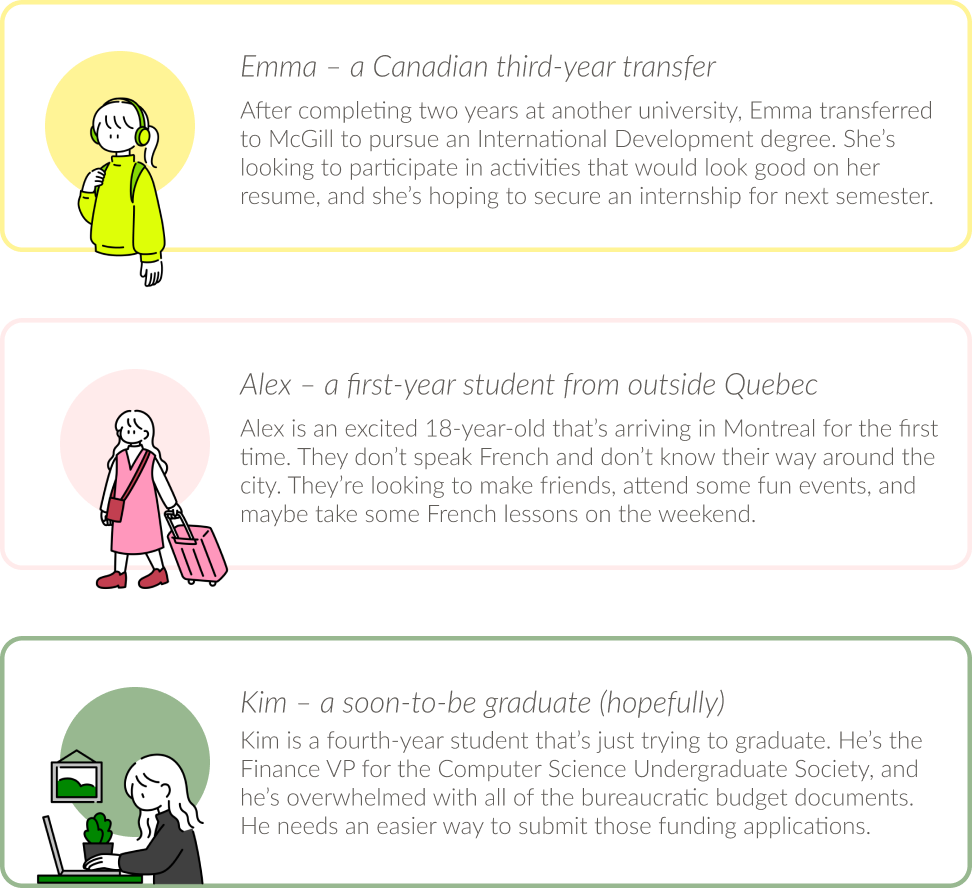 Emma – a Canadian third-year transfer
After completing two years at another university, Emma transferred
to McGill to pursue an International Development degree. She’s
looking to participate in activities that would look good on her
resume, and she’s hoping to secure an internship for next semester.
Alex – a first-year student from outside Quebec
Alex is an excited 18-year-old that’s arriving in Montreal for the first
time. They don’t speak French and don’t know their way around the
city. They’re looking to make friends, attend some fun events, and
maybe take some French lessons on the weekend.
Kim – a soon-to-be graduate (hopefully)
Kim is a fourth-year student that’s just trying to graduate. He’s the
Finance VP for the Computer Science Undergraduate Society, and
he’s overwhelmed with all of the bureaucratic budget documents.
He needs an easier way to submit those funding applications.